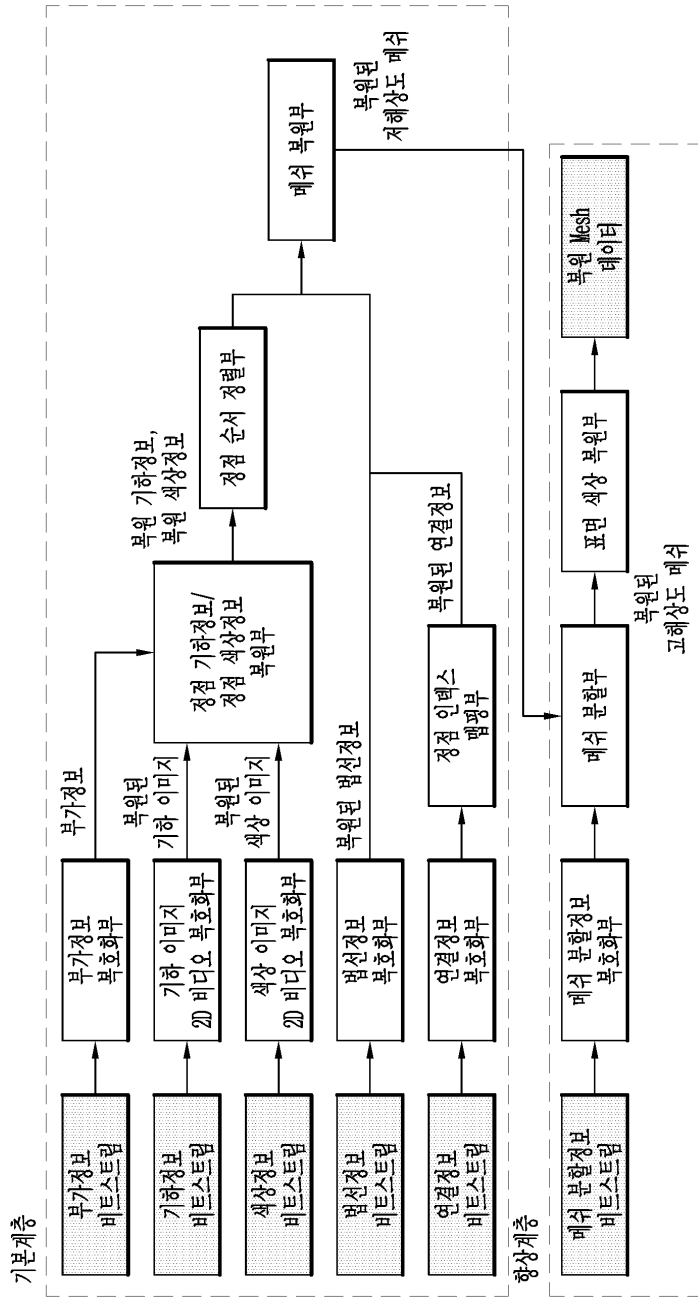 기본계층
부가정보
비트스트림
부가정보
복호화부
부가정보
기하정보
비트스트림
기하 이미지
2D 비디오 복호화부
복원된
기하 이미지
색상정보
비트스트림
색상 이미지
2D 비디오 복호화부
복원된
색상 이미지
정점 기하정보/
정점 색상정보
복원부
복원 기하정보,
복원 색상정보
정점 순서 정렬부
법선정보
비트스트림
법선정보
복호화부
복원된 법선정보
연결정보
비트스트림
연결정보
복호화부
정점 인덱스
맵핑부
복원된 연결정보
메쉬 복원부
복원된
저해상도 메쉬
향상계층
메쉬 분할정보
비트스트림
메쉬 분할정보
복호화부
메쉬 분할부
복원된
고해상도 메쉬
표면 색상 복원부
복원 Mesh
데이터